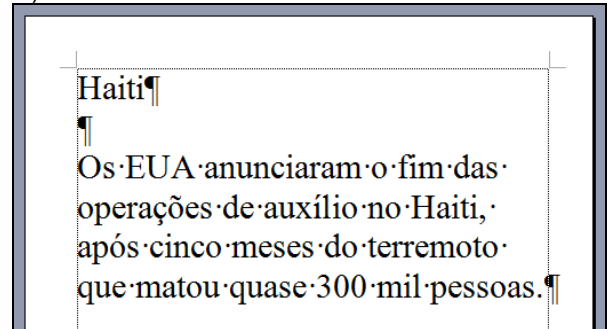 Haiti¶
¶
Os·EUA·anunciaram·o·fim·das·
operações·de·auxílio·no·Haiti,·
após·cinco·meses·do·terremoto·
que·matou·quase·300·mil·pessoas.¶